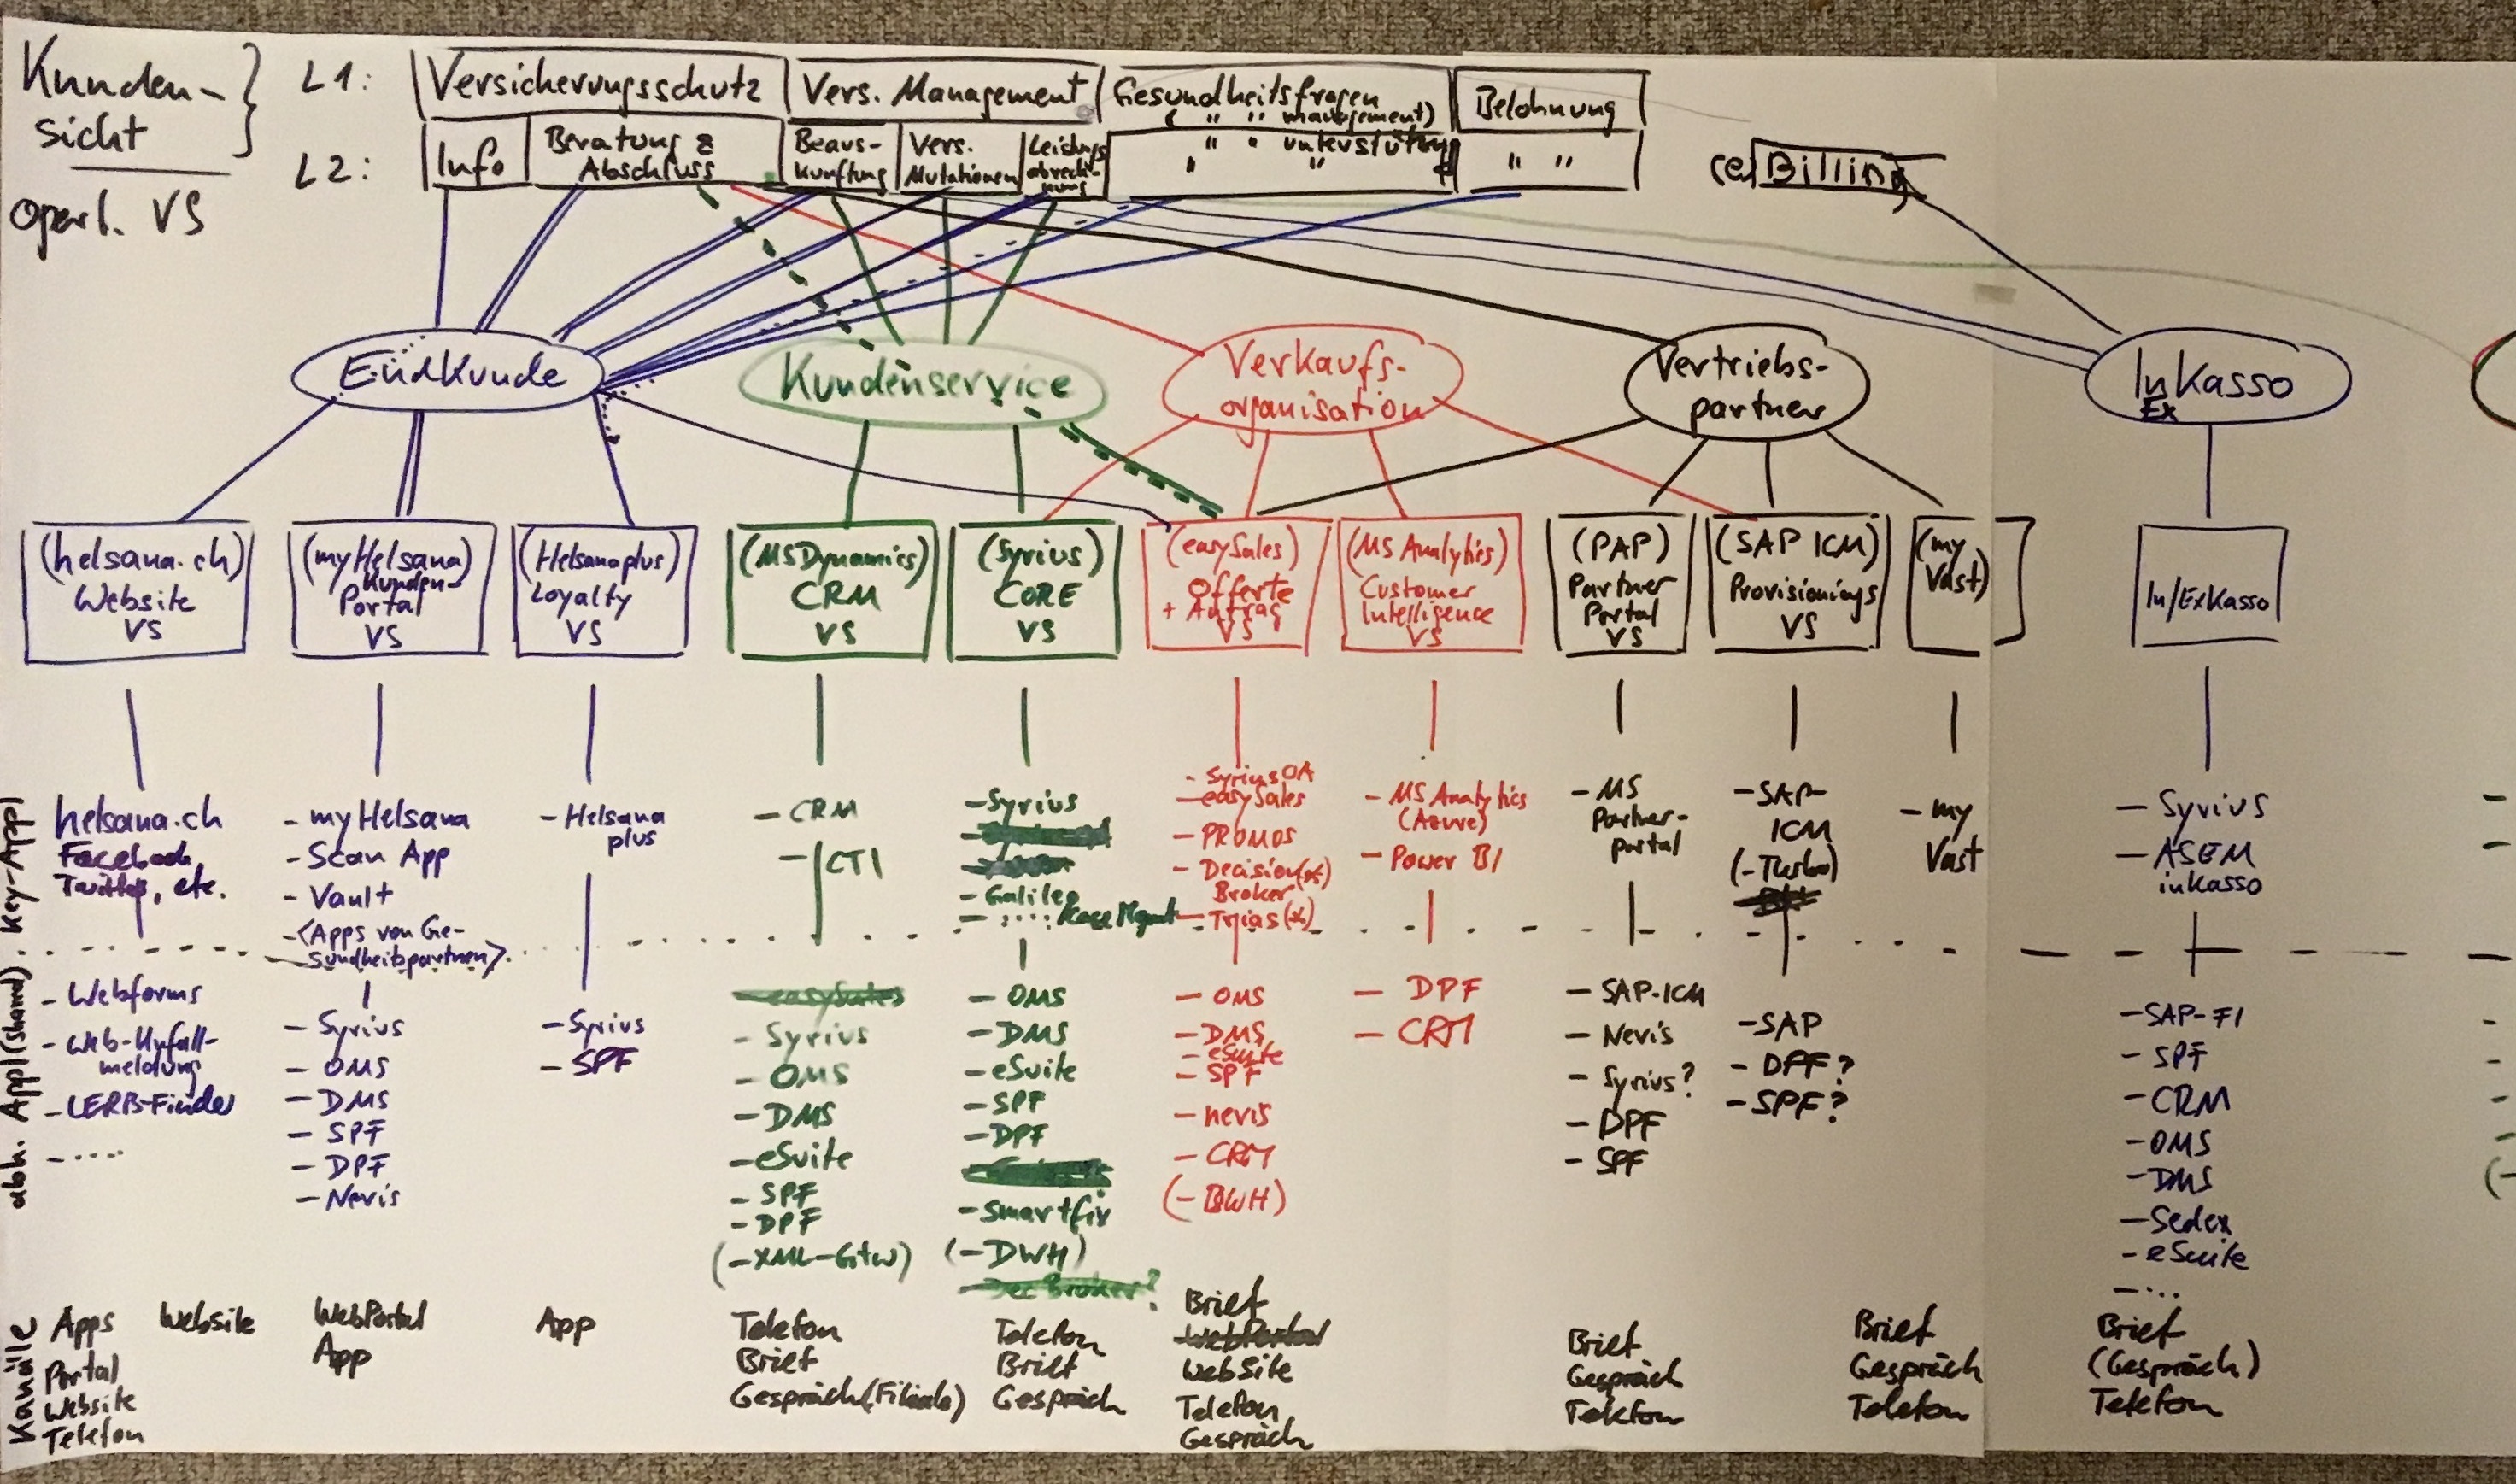 Kunden-
sicht
operl. VS
L1:
Versicherungsschutz
Vers. Management
Gesundheitsfragen
( " " management)
Belohnung
L2:
Info
Beratung &
Abschluss
Beaus-
kunftung
Vers.
Mutationen
Leistungs
abrech-
nung
" " unterstützung
" "
" "
Billing
Endkunde
Kundenservice
Verkaufs-
organisation
Vertriebs-
partner
InKasso
Ex
(helsana.ch)
Website
VS
(myHelsana)
Kunden-
Portal
VS
(Helsanaplus)
Loyalty
VS
(MSDynamics)
CRM
VS
(Syrius)
CORE
VS
(easySales)
Offerte
+ Antrag
VS
(MS Analytics)
Customer
Intelligence
VS
(PAP)
Partner
Portal
VS
(SAP ICM)
Provisionings
VS
(my
Vast)
In/ExKasso
Key-Appl
helsana.ch
Facebook,
Twitter, etc.
- myHelsana
- Scan App
- Vault
- <Apps von Ge-
sundheitspartnern>
- Helsana
plus
- CRM
- CTI
- Syrius
- Galileo
- .... Case Mgmt
- SyriusOA
- easySales
- PROMOS
- Decision(*)
Broker
- Trias(*)
- MS Analytics
(Azure)
- Power BI
- MS
Partner-
portal
- SAP-
ICM
(-Turbo)
- my
Vast
- Syrius
- ASEM
inkasso
abh. Appl (shared)
- Webforms
- Web-Unfall-
meldung
- LERB-Finder
- ....
- Syrius
- OMS
- DMS
- SPF
- DPF
- Nevis
- Syrius
- SPF
- easySales
- Syrius
- OMS
- DMS
- eSuite
- SPF
- DPF
(- XML-Gtw)
- OMS
- DMS
- eSuite
- SPF
- DPF
- Smartfix
(- DWH)
- Dec Broker?
- OMS
- DMS
- eSuite
- SPF
- nevis
- CRM
(- BWH)
- DPF
- CRM
- SAP-ICM
- Nevis
- Syrius?
- DPF
- SPF
- SAP
- DFF?
- SPF?
- SAP-FI
- SPF
- CRM
- OMS
- DMS
- Sedex
- eSuite
- ...
Kanäle
Apps
Portal
Website
Telefon
Website
WebPortal
App
App
Telefon
Brief
Gespräch(Filiale)
Telefon
Brief
Gespräch
Brief
WebPortal
WebSite
Telefon
Gespräch
Brief
Gespräch
Telefon
Brief
Gespräch
Telefon
Brief
(Gespräch)
Telefon